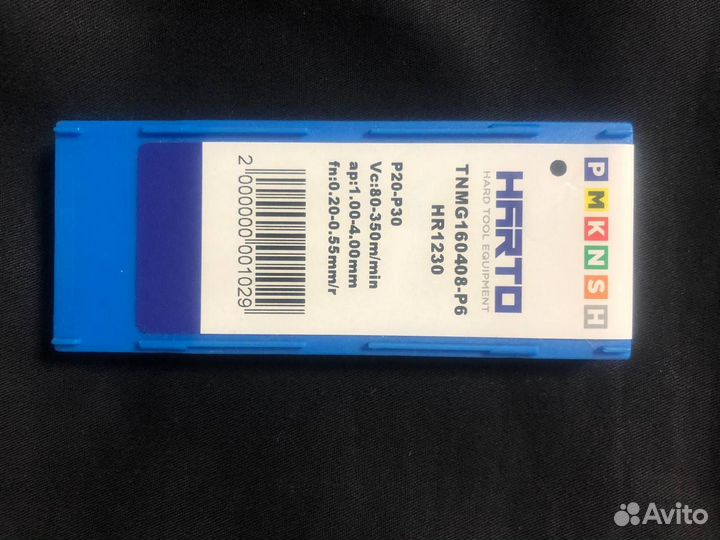 P M K N S H
HARTO
HARD TOOL EQUIPMENT
TNMG160408-P6
HR1230
P20-P30
Vc:80-350m/min
ap:1.00-4.00mm
fn:0.20-0.55mm/r
2 000000 001029
Avito